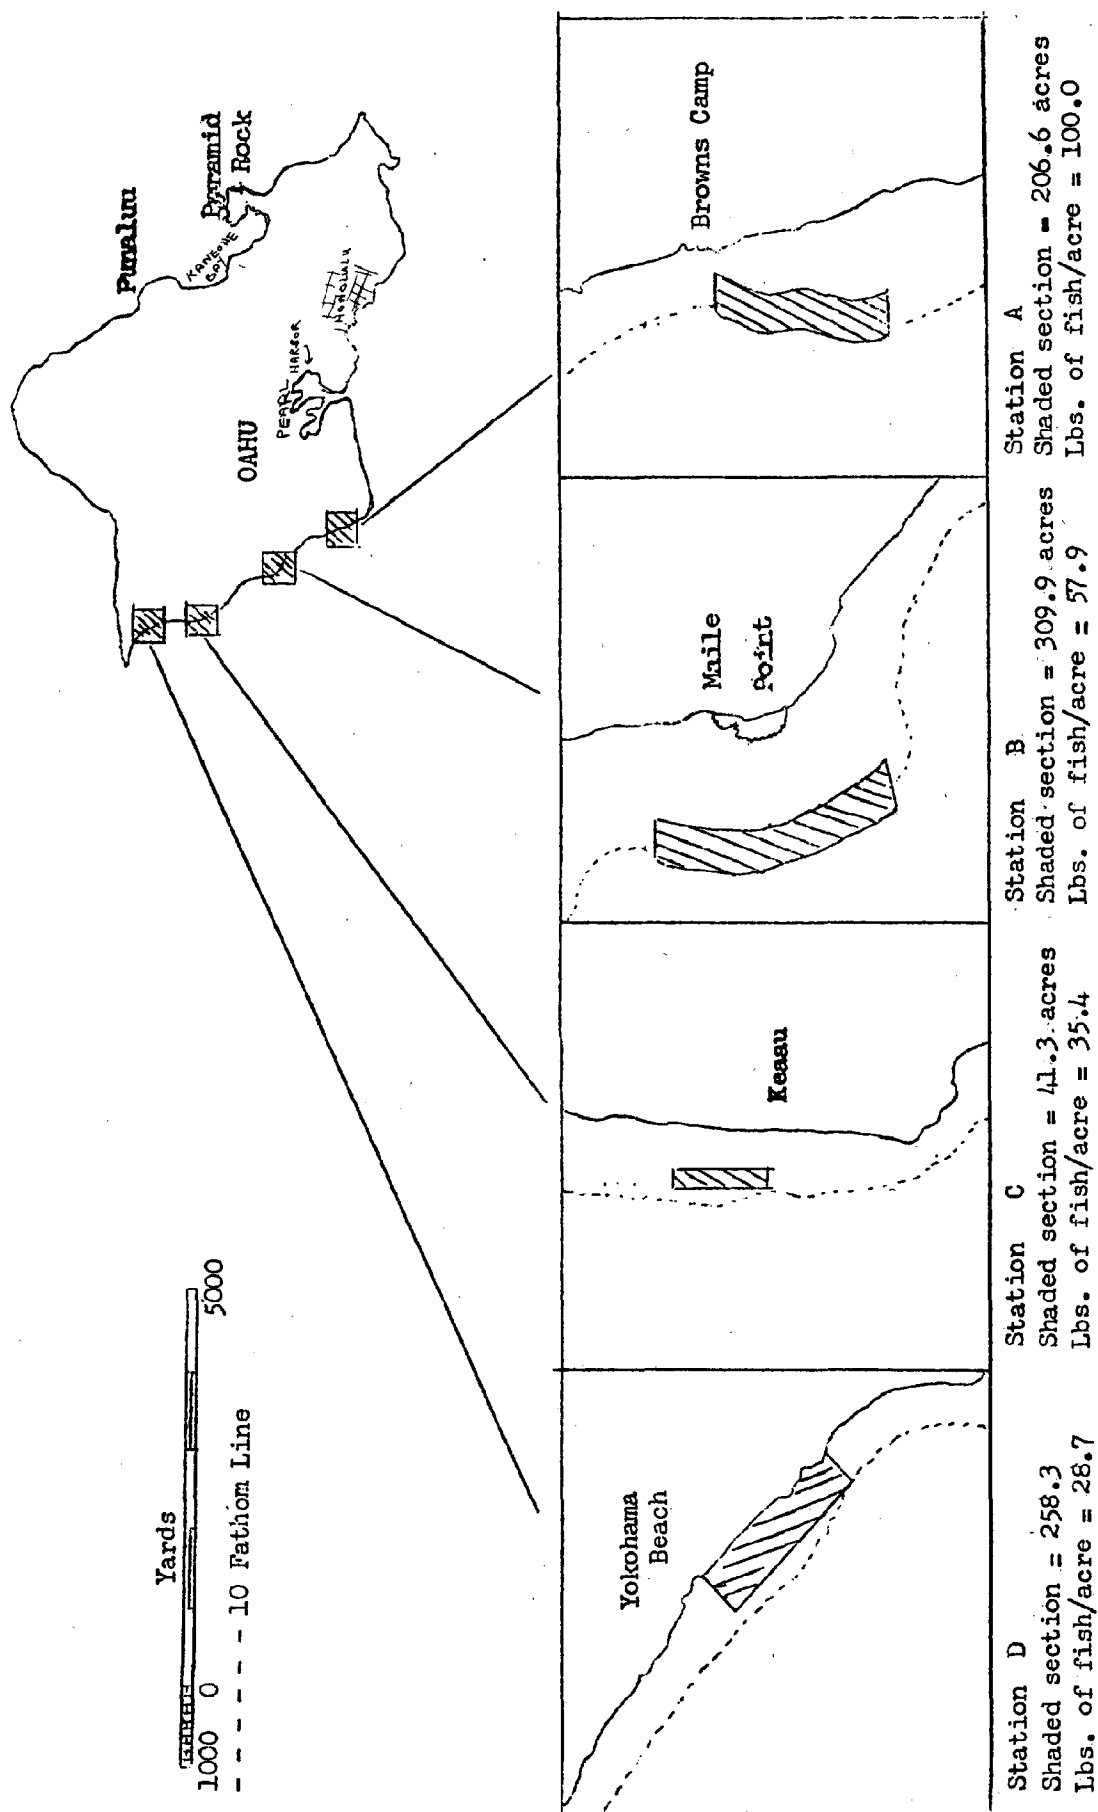 Yards
1000 0 5000
10 Fathom Line
Punaluu
Pyramid
Rock
KANEOHE
BAY
OAHU
PEARL
HARBOR
HONOLULU
Yokohama
Beach
Keaau
Maile
Point
Browns Camp
Station D
Shaded section = 258.3
Lbs. of fish/acre = 28.7
Station C
Shaded section = 41.3 acres
Lbs. of fish/acre = 35.4
Station B
Shaded section = 309.9 acres
Lbs. of fish/acre = 57.9
Station A
Shaded section = 206.6 acres
Lbs. of fish/acre = 100.0